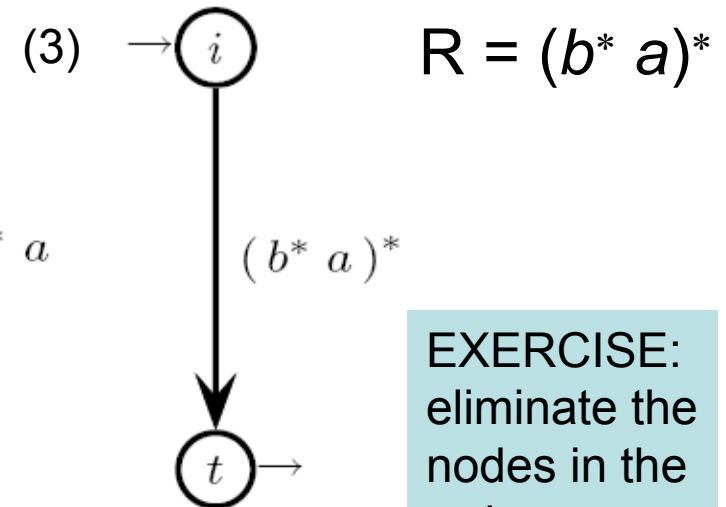 (3) → i R = (b* a)*
* a (b* a)*
EXERCISE:
eliminate the
nodes in the
t →